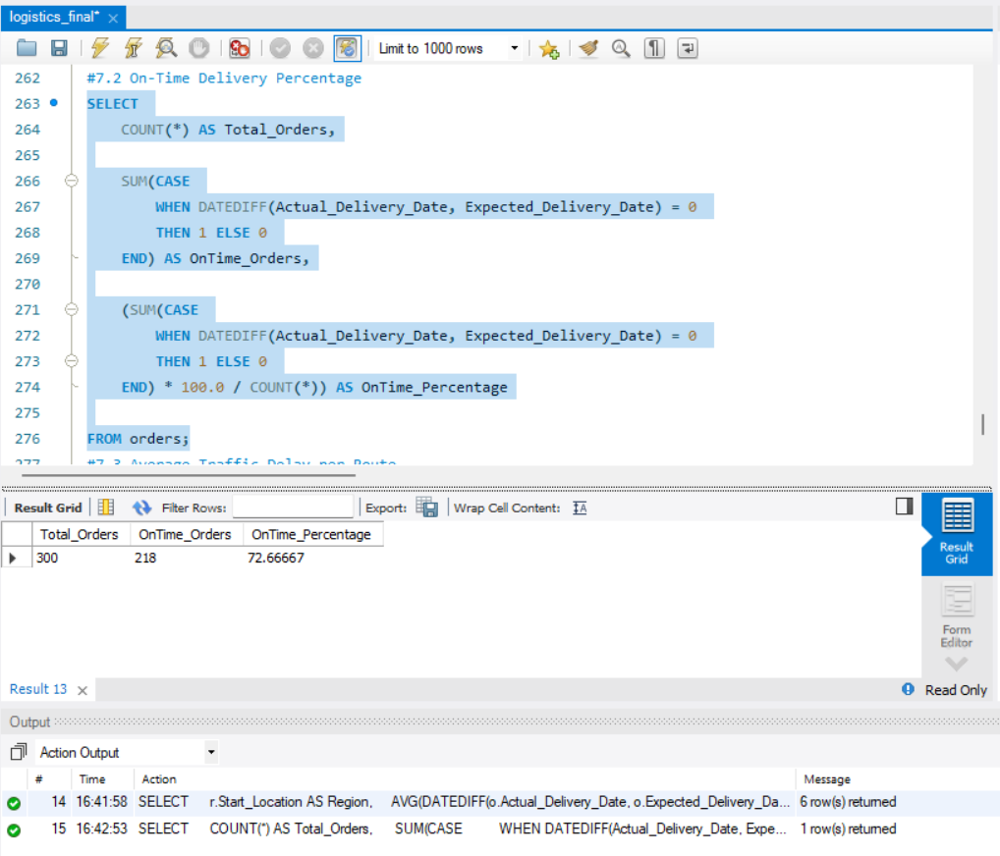 logistics_final*
Limit to 1000 rows
262 #7.2 On-Time Delivery Percentage
263 SELECT
264 COUNT(*) AS Total_Orders,
265
266 SUM(CASE
267 WHEN DATEDIFF(Actual_Delivery_Date, Expected_Delivery_Date) = 0
268 THEN 1 ELSE 0
269 END) AS OnTime_Orders,
270
271 (SUM(CASE
272 WHEN DATEDIFF(Actual_Delivery_Date, Expected_Delivery_Date) = 0
273 THEN 1 ELSE 0
274 END) * 100.0 / COUNT(*)) AS OnTime_Percentage
275
276 FROM orders;
277 #7.3 Average Traffic Delay per Route
Result Grid Filter Rows: Export: Wrap Cell Content:
Total_Orders OnTime_Orders OnTime_Percentage
300 218 72.66667
Result
Grid
Form
Editor
Result 13 Read Only
Output
Action Output
# Time Action Message
14 16:41:58 SELECT r.Start_Location AS Region, AVG(DATEDIFF(o.Actual_Delivery_Date, o.Expected_Delivery_Da... 6 row(s) returned
15 16:42:53 SELECT COUNT(*) AS Total_Orders, SUM(CASE WHEN DATEDIFF(Actual_Delivery_Date, Expe... 1 row(s) returned